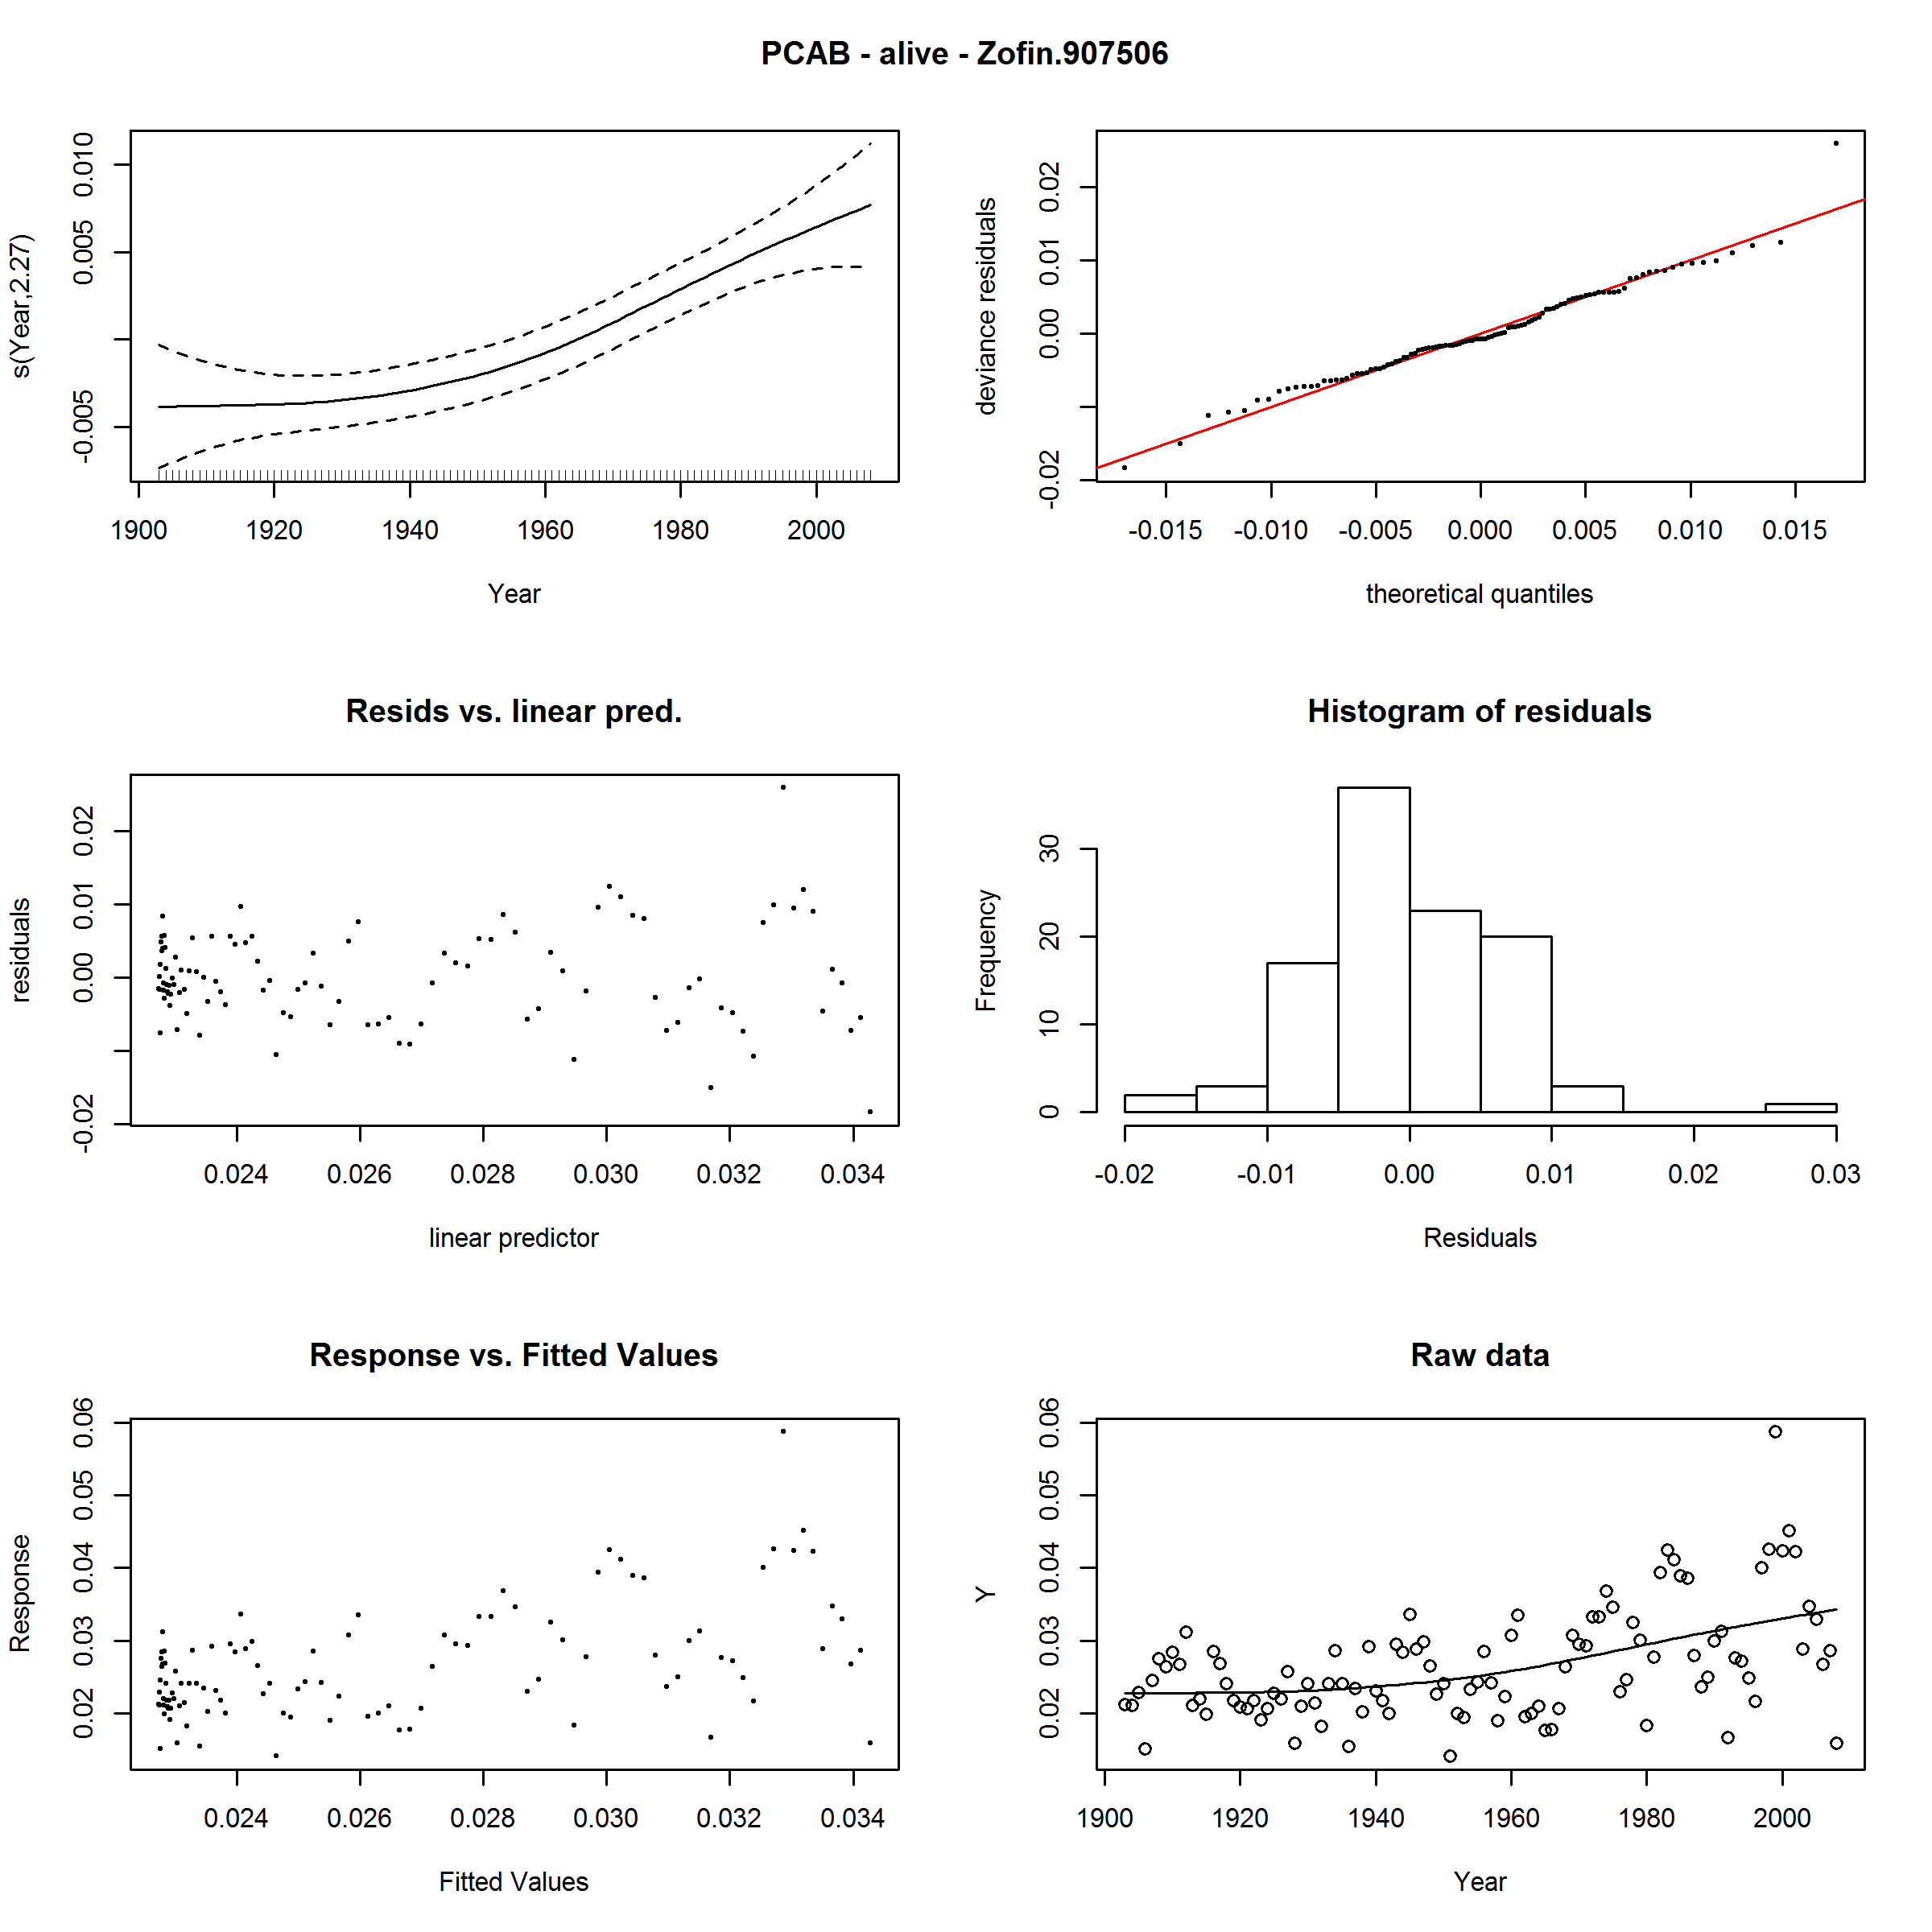 PCAB - alive - Zofin.907506
s(Year,2.27)
-0.005 0.005 0.010
1900 1920 1940 1960 1980 2000
Year
deviance residuals
-0.02 0.00 0.01 0.02
-0.015 -0.010 -0.005 0.000 0.005 0.010 0.015
theoretical quantiles
Resids vs. linear pred.
residuals
-0.02 0.00 0.01 0.02
0.024 0.026 0.028 0.030 0.032 0.034
linear predictor
Histogram of residuals
Frequency
0 10 20 30
-0.02 -0.01 0.00 0.01 0.02 0.03
Residuals
Response vs. Fitted Values
Response
0.02 0.03 0.04 0.05 0.06
0.024 0.026 0.028 0.030 0.032 0.034
Fitted Values
Raw data
Y
0.02 0.03 0.04 0.05 0.06
1900 1920 1940 1960 1980 2000
Year